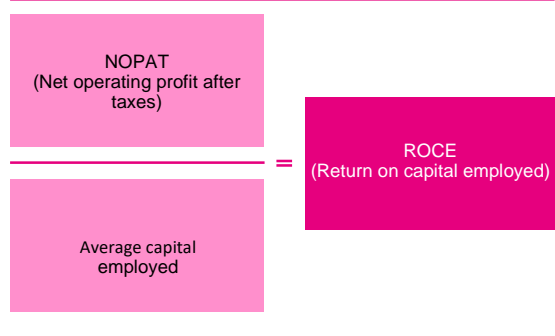 NOPAT
(Net operating profit after
taxes)
=
ROCE
(Return on capital employed)
Average capital
employed